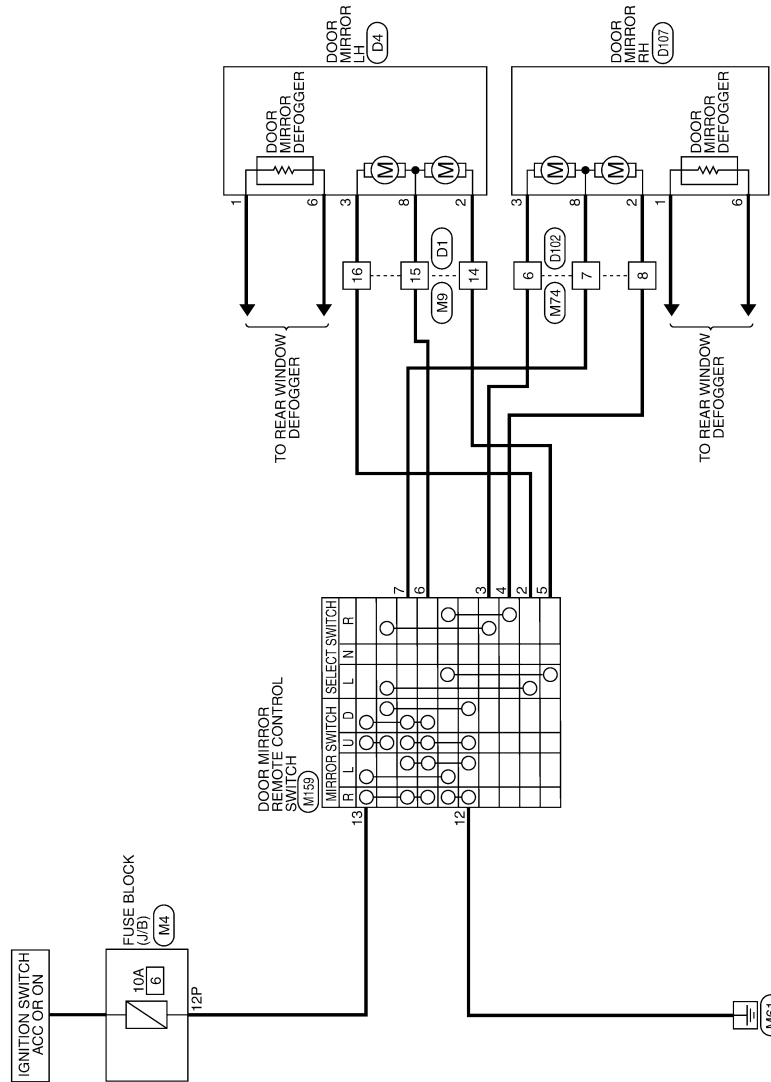 IGNITION SWITCH
ACC OR ON
FUSE BLOCK
(J/B)
M4
10A
6
12P
DOOR MIRROR
REMOTE CONTROL
SWITCH
M159
MIRROR SWITCH
SELECT SWITCH
R
L
U
D
L
N
R
13
12
7
6
3
4
2
5
TO REAR WINDOW
DEFOGGER
TO REAR WINDOW
DEFOGGER
M9
D1
16
15
14
M74
D102
6
7
8
DOOR
MIRROR
LH
D4
DOOR
MIRROR
DEFOGGER
1
6
3
8
2
M
M
DOOR
MIRROR
RH
D107
3
8
2
1
6
M
M
DOOR
MIRROR
DEFOGGER
M61